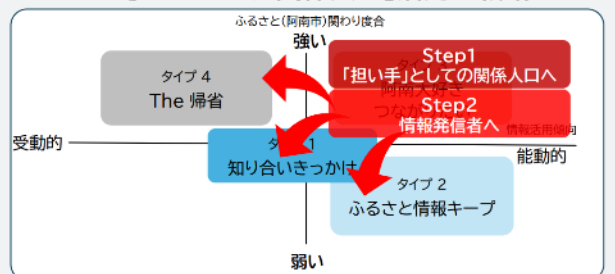 ふるさと(阿南市)関わり度合
強い
タイプ 4
The 帰省
Step1
「担い手」としての関係人口へ
阿南大好き
つなが
Step2
情報発信者へ
情報活用傾向
受動的
能動的
1
知り合いきっかけ
タイプ 2
ふるさと情報キープ
弱い